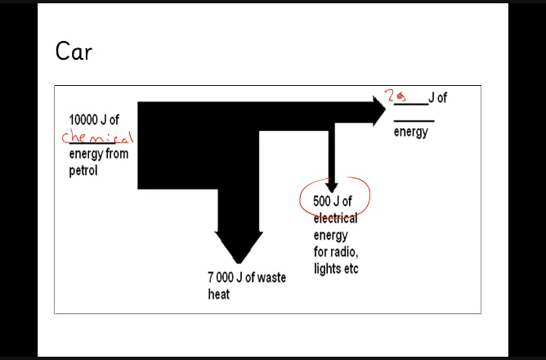 Car
10000 J of
chemical
energy from
petrol
J of
energy
500 J of
electrical
energy
for radio,
lights etc
7 000 J of waste
heat